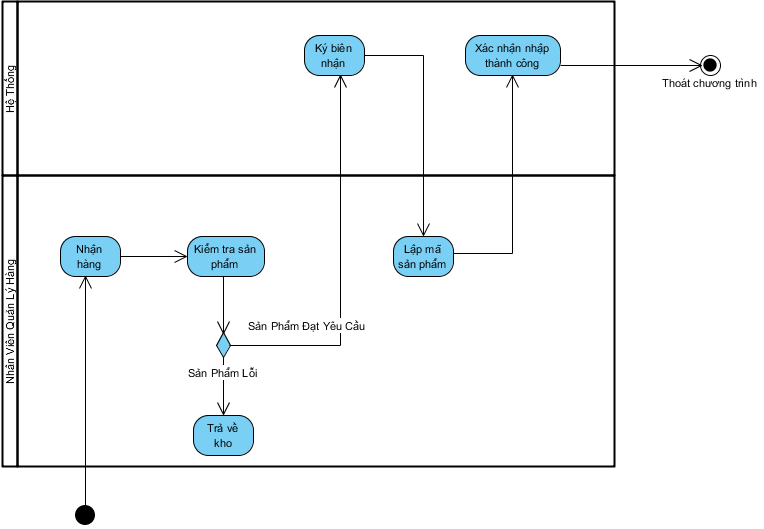 Hệ Thống
Ký biên
nhận
Xác nhận nhập
thành công
Thoát chương trình
Nhân Viên Quản Lý Hàng
Nhận
hàng
Kiểm tra sản
phẩm
Lập mã
sản phẩm
Sản Phẩm Đạt Yêu Cầu
Sản Phẩm Lỗi
Trả về
kho